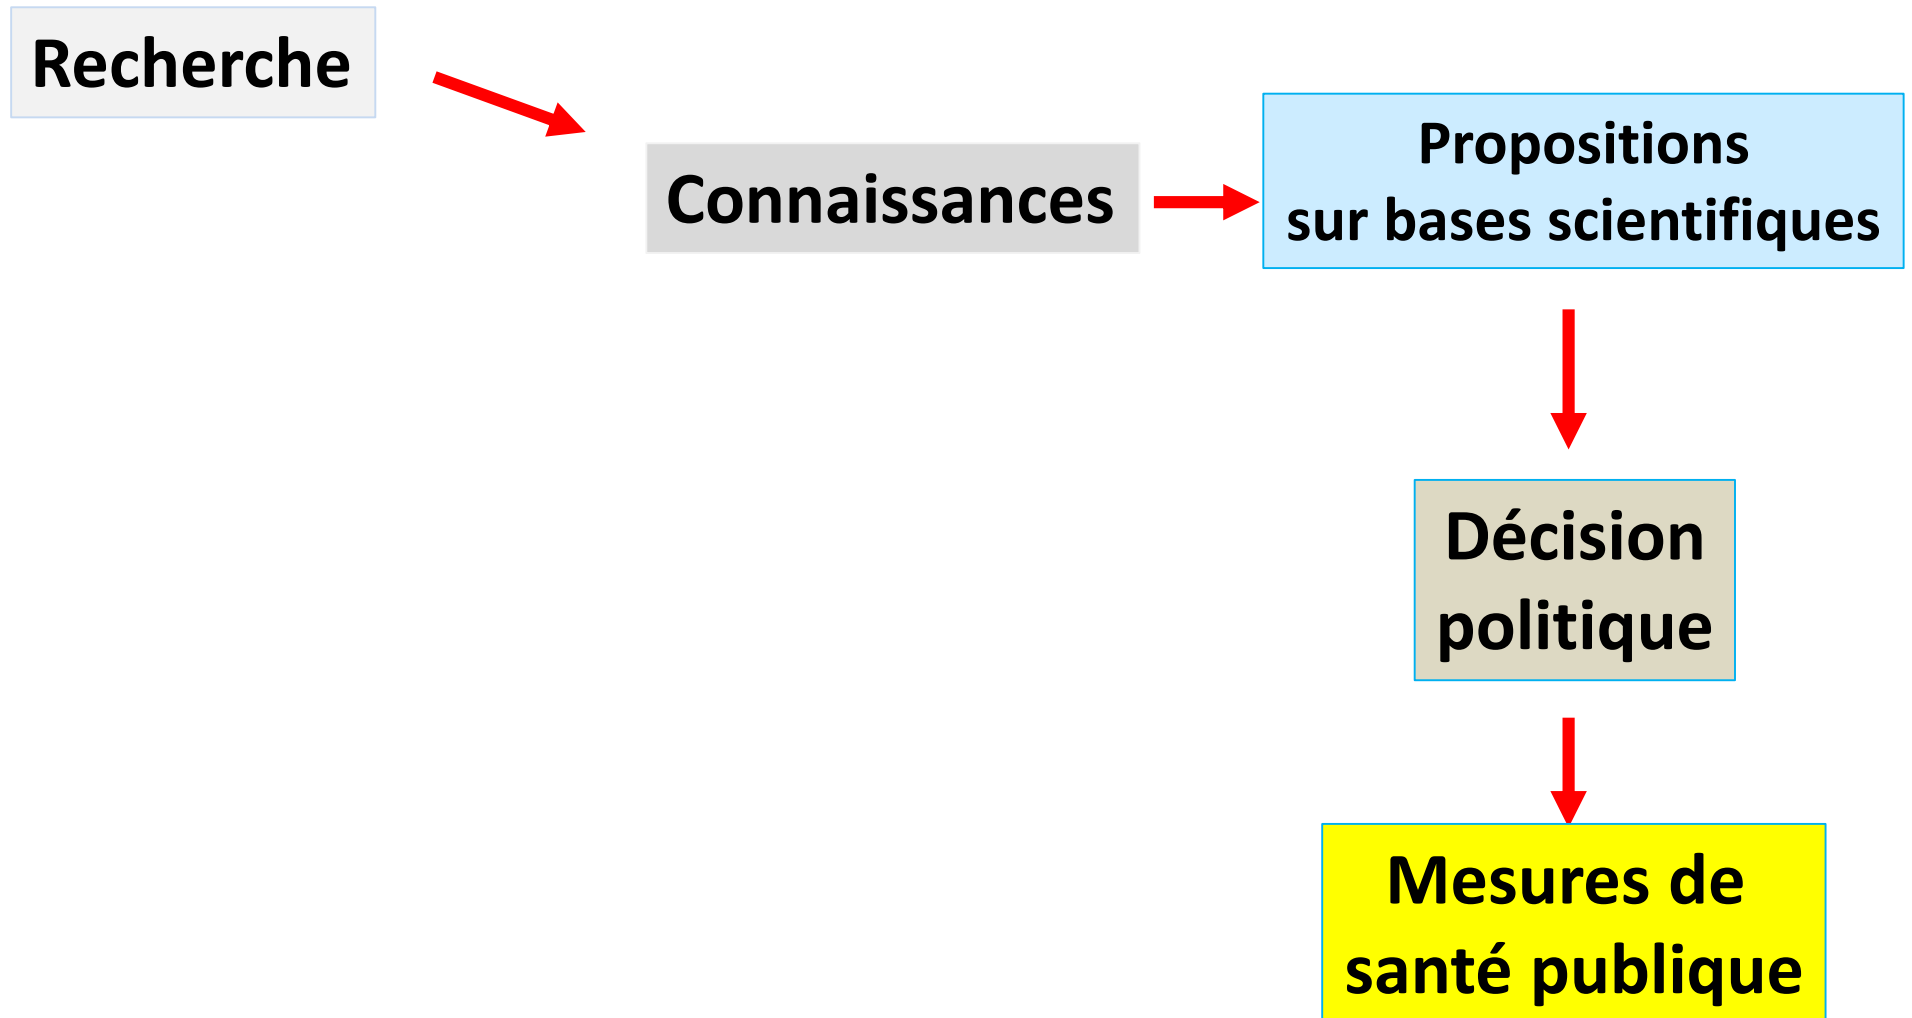 Recherche
Connaissances
Propositions
sur bases scientifiques
Décision
politique
Mesures de
santé publique